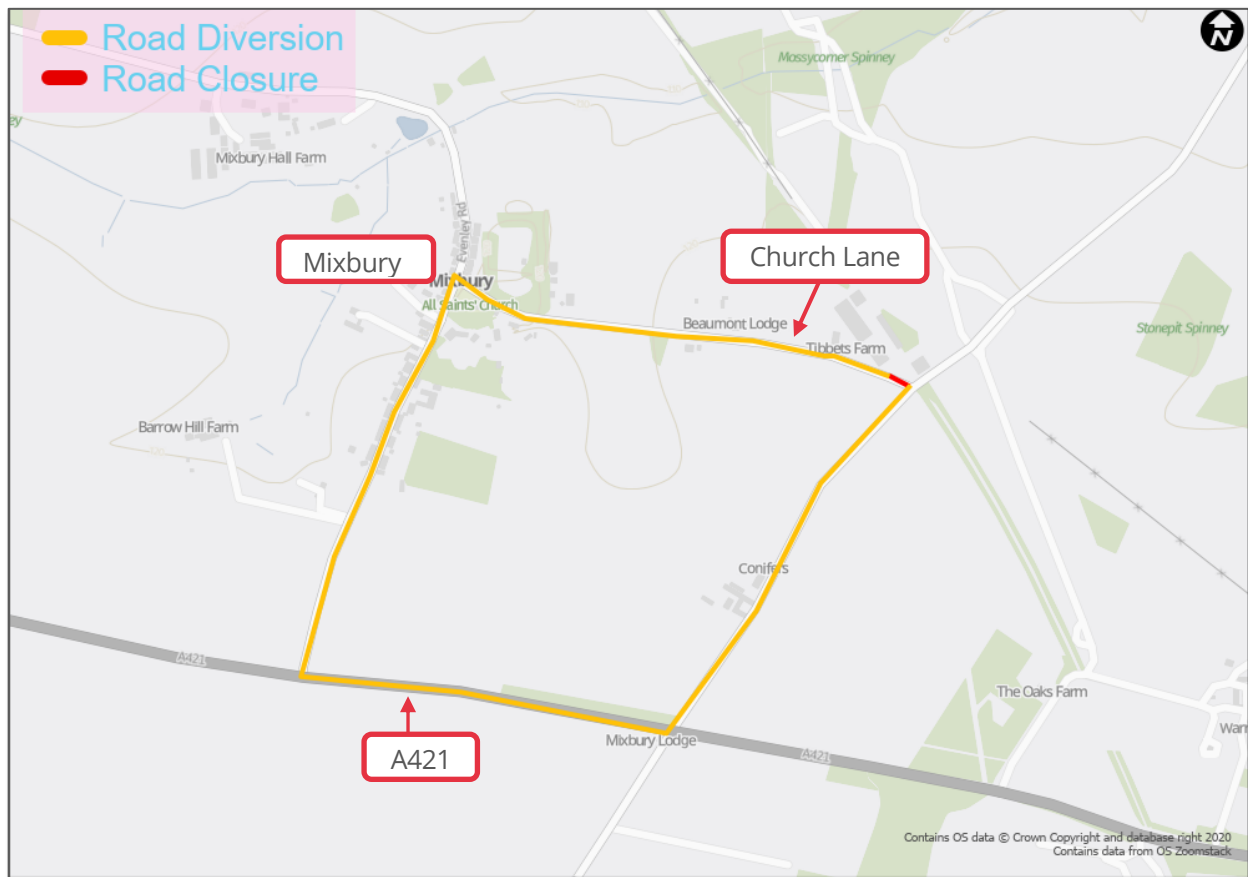 Road Diversion
Road Closure
N
Mossycorner Spinney
ey
Mixbury Hall Farm
Evenley Rd
Mixbury
Church Lane
Mixbury
All Saints' Church
Beaumont Lodge
Tibbets Farm
Stonepit Spinney
Barrow Hill Farm
Conifers
A421
The Oaks Farm
Warr
Mixbury Lodge
A421
A421
Contains OS data © Crown Copyright and database right 2020
Contains data from OS Zoomstack